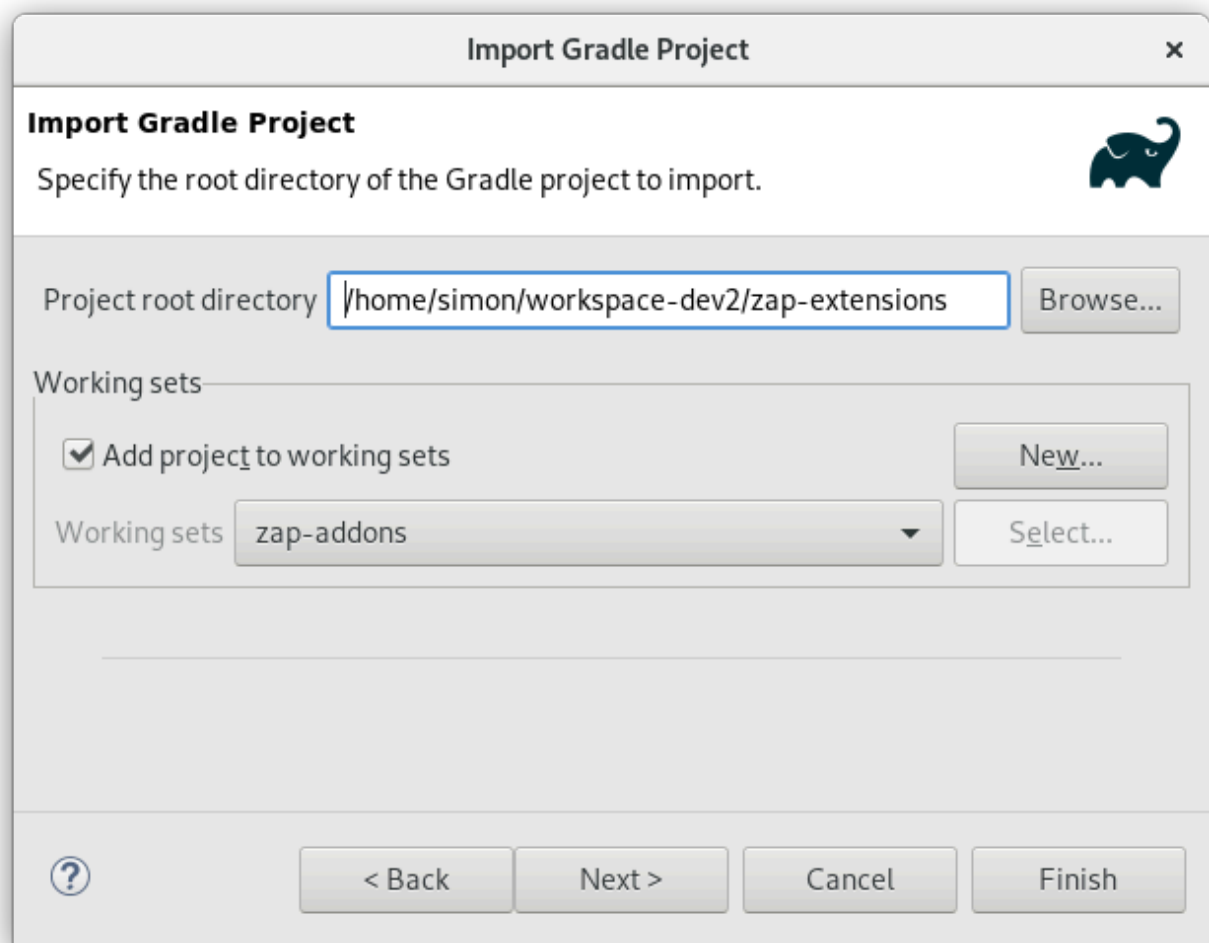 Import Gradle Project
×
Import Gradle Project
Specify the root directory of the Gradle project to import.
Project root directory /home/simon/workspace-dev2/zap-extensions Browse...
Working sets
Add project to working sets New...
Working sets zap-addons Select...
? < Back Next > Cancel Finish